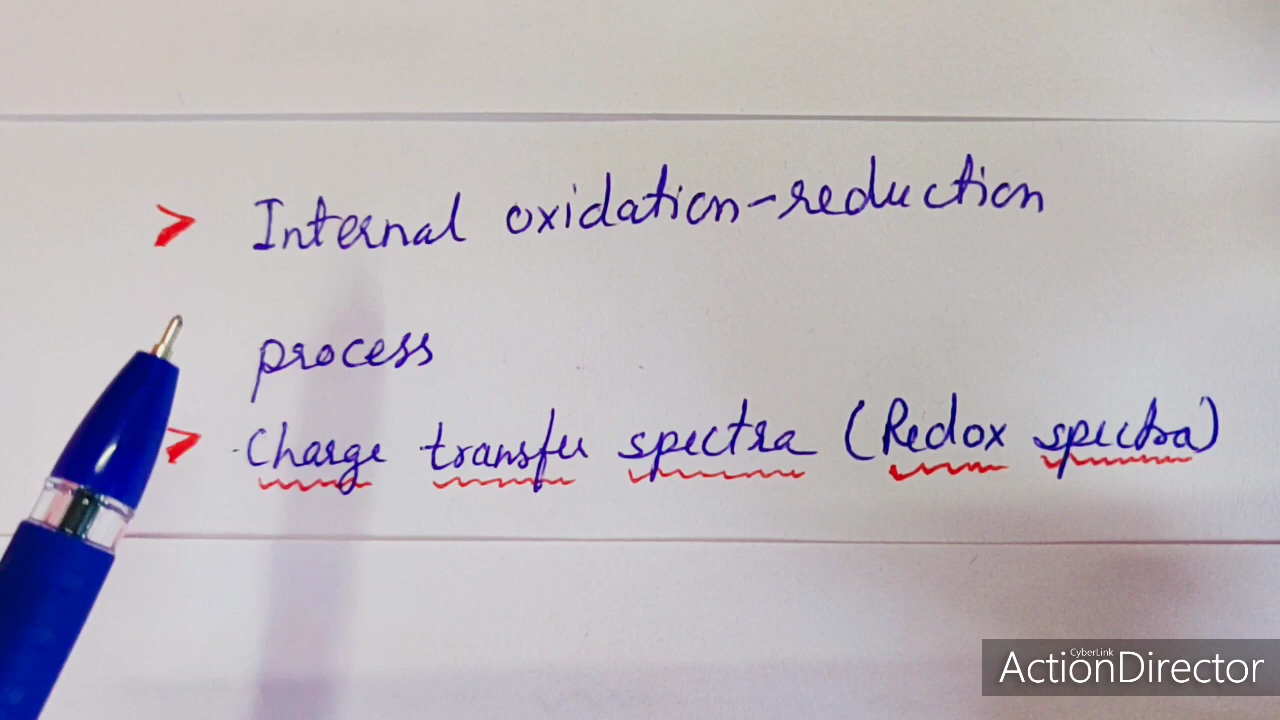 > Internal oxidation-reduction
process
> Charge transfer spectra (Redox spectra)
CyberLink
ActionDirector